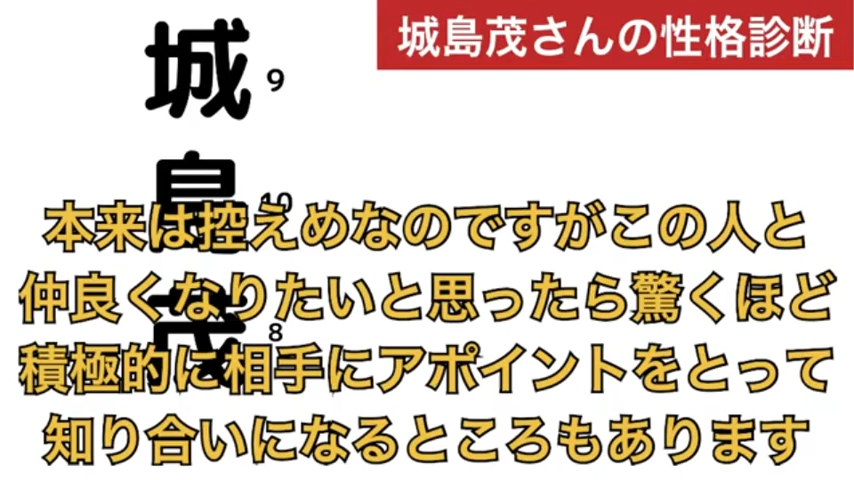 城島茂さんの性格診断
城 9
島 10
茂 8
本来は控えめなのですがこの人と
仲良くなりたいと思ったら驚くほど
積極的に相手にアポイントをとって
知り合いになるところもあります